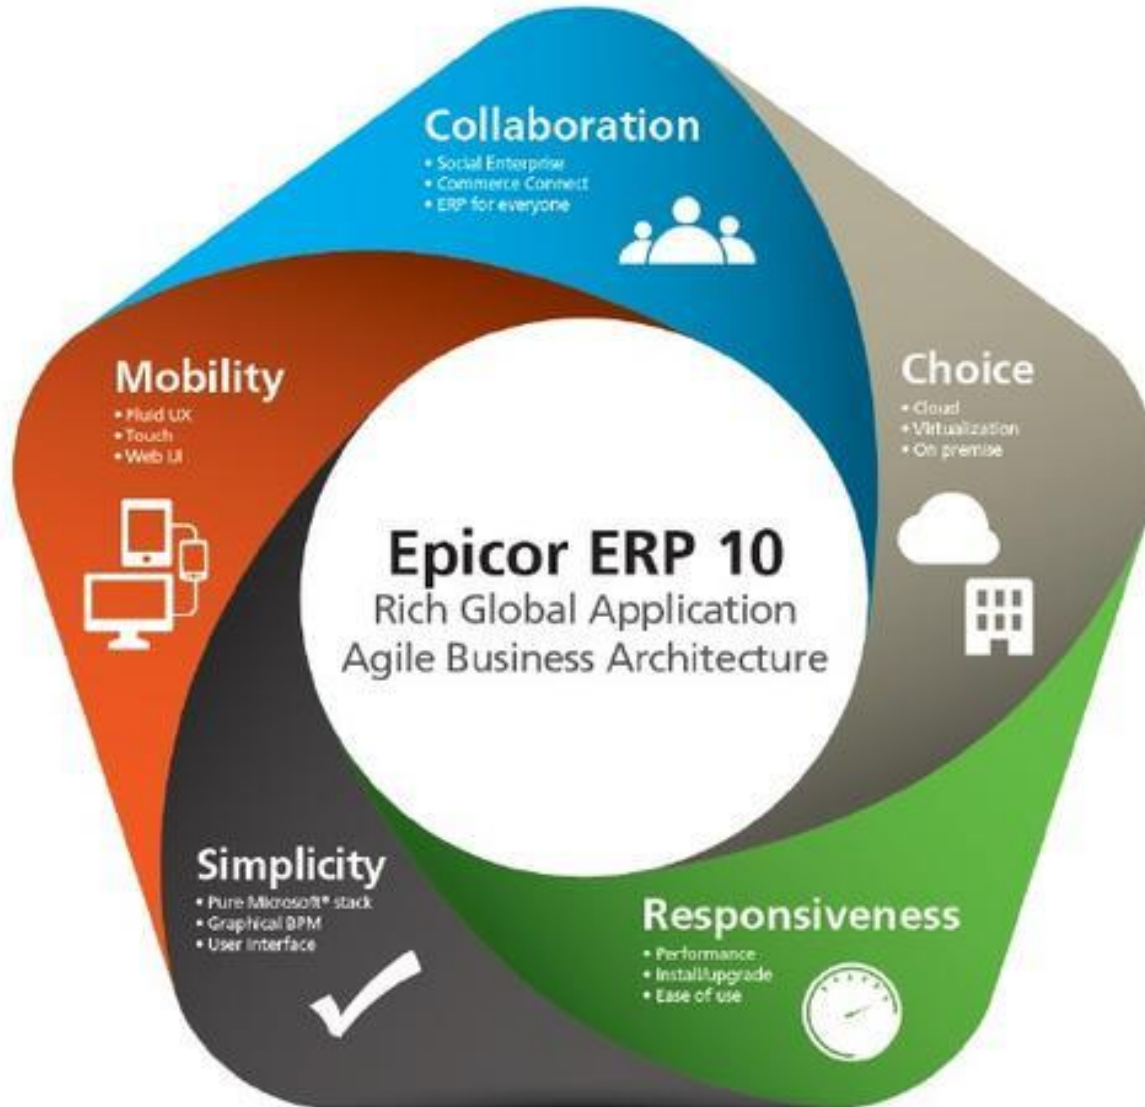 Collaboration
• Social Enterprise
• Commerce Connect
• ERP for everyone
Mobility
• Fluid UX
• Touch
• Web UI
Choice
• Cloud
• Virtualization
• On premise
Epicor ERP 10
Rich Global Application
Agile Business Architecture
Simplicity
• Pure Microsoft® stack
• Graphical BPM
• User Interface
Responsiveness
• Performance
• Install/upgrade
• Ease of use